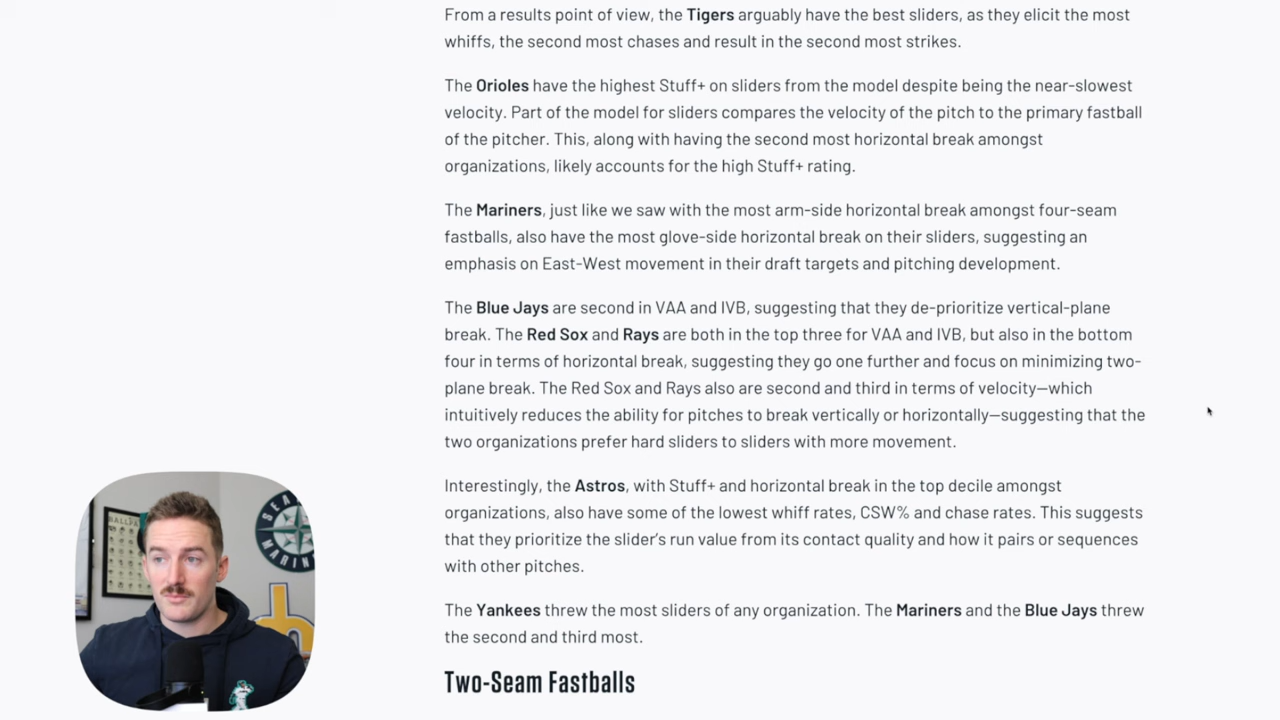 From a results point of view, the Tigers arguably have the best sliders, as they elicit the most
whiffs, the second most chases and result in the second most strikes.
The Orioles have the highest Stuff+ on sliders from the model despite being the near-slowest
velocity. Part of the model for sliders compares the velocity of the pitch to the primary fastball
of the pitcher. This, along with having the second most horizontal break amongst
organizations, likely accounts for the high Stuff+ rating.
The Mariners, just like we saw with the most arm-side horizontal break amongst four-seam
fastballs, also have the most glove-side horizontal break on their sliders, suggesting an
emphasis on East-West movement in their draft targets and pitching development.
The Blue Jays are second in VAA and IVB, suggesting that they de-prioritize vertical-plane
break. The Red Sox and Rays are both in the top three for VAA and IVB, but also in the bottom
four in terms of horizontal break, suggesting they go one further and focus on minimizing two-
plane break. The Red Sox and Rays also are second and third in terms of velocity—which
intuitively reduces the ability for pitches to break vertically or horizontally—suggesting that the
two organizations prefer hard sliders to sliders with more movement.
Interestingly, the Astros, with Stuff+ and horizontal break in the top decile amongst
organizations, also have some of the lowest whiff rates, CSW% and chase rates. This suggests
that they prioritize the slider's run value from its contact quality and how it pairs or sequences
with other pitches.
The Yankees threw the most sliders of any organization. The Mariners and the Blue Jays threw
the second and third most.
Two-Seam Fastballs